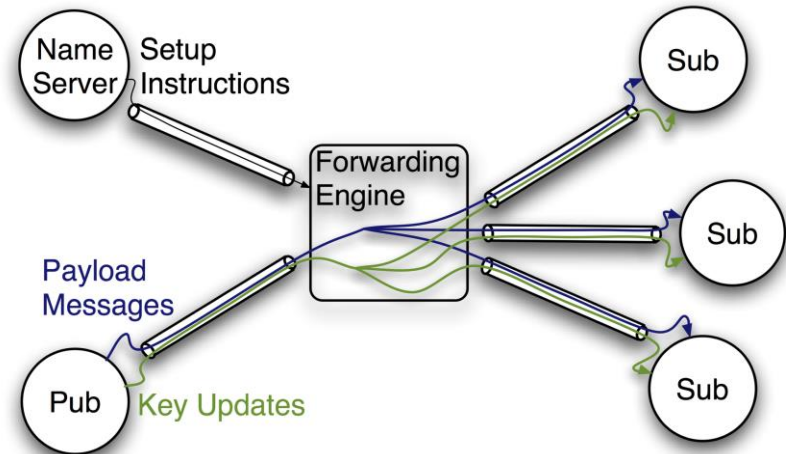 Name
Server
Setup
Instructions
Sub
Forwarding
Engine
Sub
Payload
Messages
Pub
Key Updates
Sub